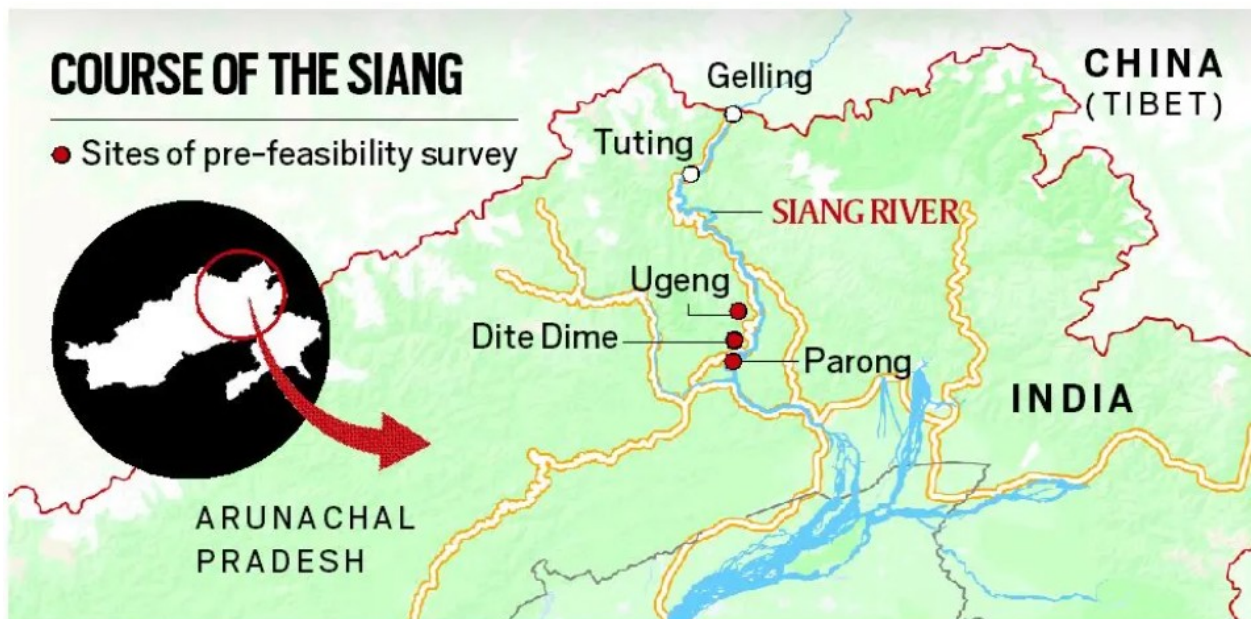 COURSE OF THE SIANG
Sites of pre-feasibility survey
Gelling
CHINA
(TIBET)
Tuting
SIANG RIVER
Ugeng
Dite Dime
Parong
INDIA
ARUNACHAL
PRADESH